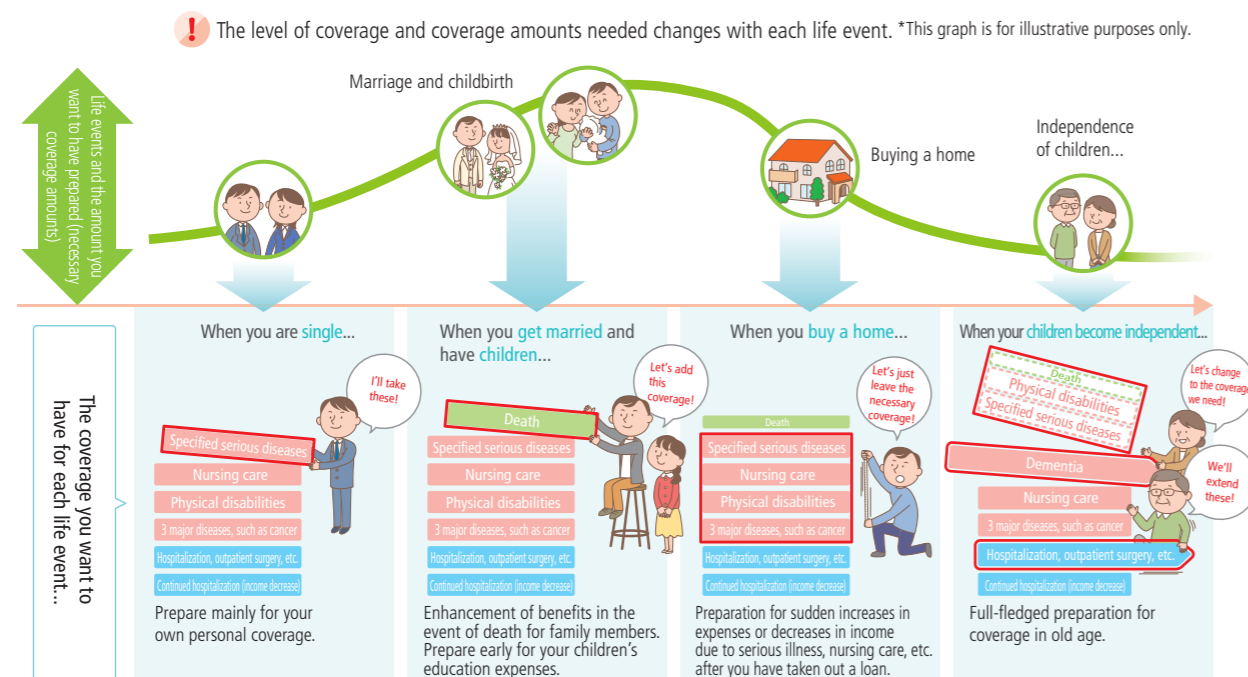 The level of coverage and coverage amounts needed changes with each life event. *This graph is for illustrative purposes only.
Life events and the amount you
want to have prepared (necessary
coverage amounts)
Marriage and childbirth
Buying a home
Independence
of children...
The coverage you want to
have for each life event...
When you are single...
I'll take
these!
Specified serious diseases
Nursing care
Physical disabilities
3 major diseases, such as cancer
Hospitalization, outpatient surgery, etc.
Continued hospitalization (income decrease)
Prepare mainly for your
own personal coverage.
When you get married and
have children...
Let's add
this
coverage!
Death
Specified serious diseases
Nursing care
Physical disabilities
3 major diseases, such as cancer
Hospitalization, outpatient surgery, etc.
Continued hospitalization (income decrease)
Enhancement of benefits in the
event of death for family members.
Prepare early for your children's
education expenses.
When you buy a home...
Let's just
leave the
necessary
coverage!
Death
Specified serious diseases
Nursing care
Physical disabilities
3 major diseases, such as cancer
Hospitalization, outpatient surgery, etc.
Continued hospitalization (income decrease)
Preparation for sudden increases in
expenses or decreases in income
due to serious illness, nursing care, etc.
after you have taken out a loan.
When your children become independent...
Let's change
to the coverage
we need!
Death
Physical disabilities
Specified serious diseases
Dementia
We'll
extend
these!
Nursing care
3 major diseases, such as cancer
Hospitalization, outpatient surgery, etc.
Continued hospitalization (income decrease)
Full-fledged preparation for
coverage in old age.